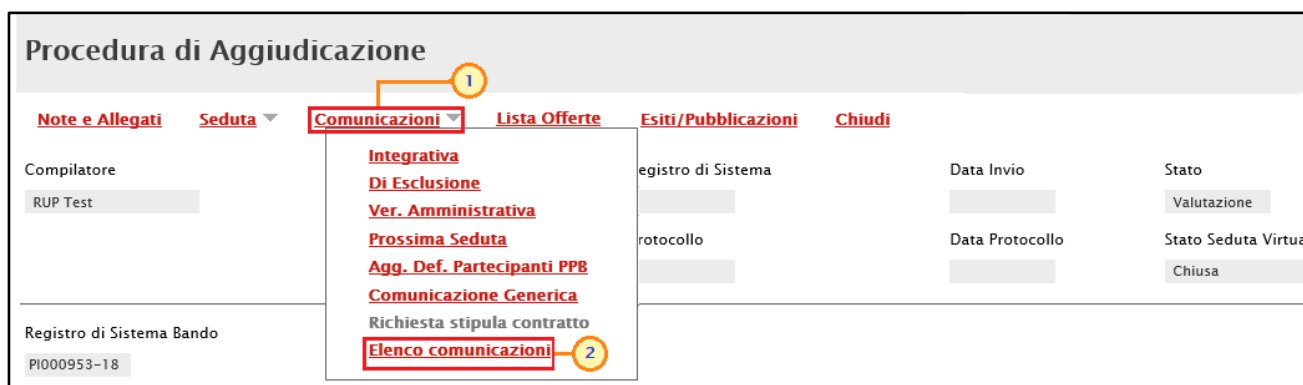 Procedura di Aggiudicazione
1
Note e Allegati Seduta Comunicazioni Lista Offerte Esiti/Pubblicazioni Chiudi
Integrativa
Compilatore egistro di Sistema Data Invio Stato
Di Esclusione
RUP Test Valutazione
Ver. Amministrativa
Prossima Seduta rotocollo Data Protocollo Stato Seduta Virtua
Agg. Def. Partecipanti PPB
Chiusa
Comunicazione Generica
Richiesta stipula contratto
Registro di Sistema Bando
Elenco comunicazioni 2
PI000953-18